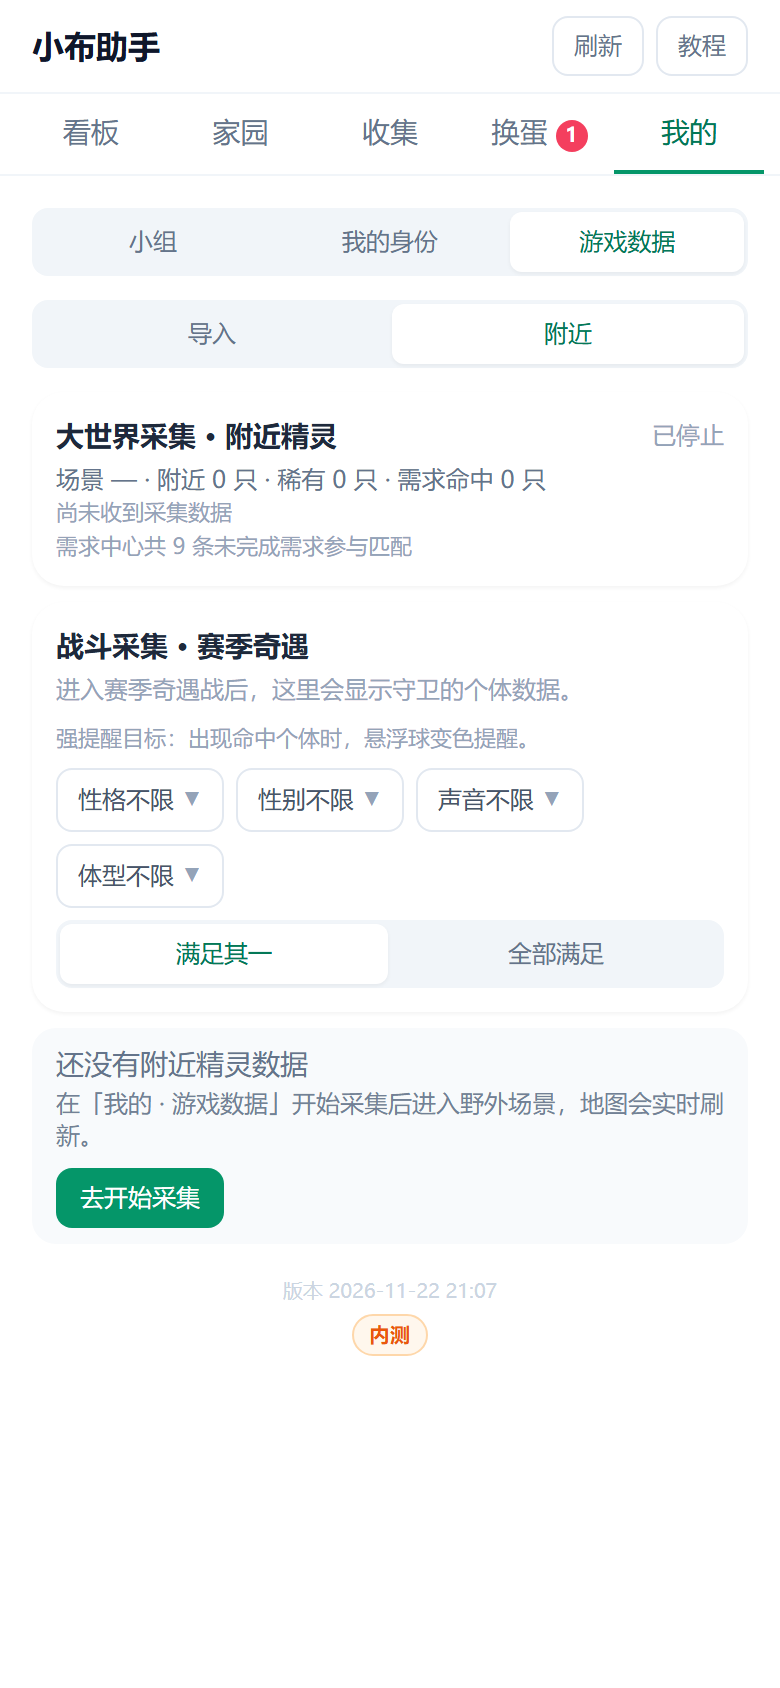 小布助手
刷新
教程
看板
家园
收集
换蛋 1
我的
小组
我的身份
游戏数据
导入
附近
大世界采集 · 附近精灵
已停止
场景 — · 附近 0 只 · 稀有 0 只 · 需求命中 0 只
尚未收到采集数据
需求中心共 9 条未完成需求参与匹配
战斗采集 · 赛季奇遇
进入赛季奇遇战后，这里会显示守卫的个体数据。
强提醒目标：出现命中个体时，悬浮球变色提醒。
性格不限 ▼
性别不限 ▼
声音不限 ▼
体型不限 ▼
满足其一
全部满足
还没有附近精灵数据
在「我的 · 游戏数据」开始采集后进入野外场景，地图会实时刷
新。
去开始采集
版本 2026-11-22 21:07
内测